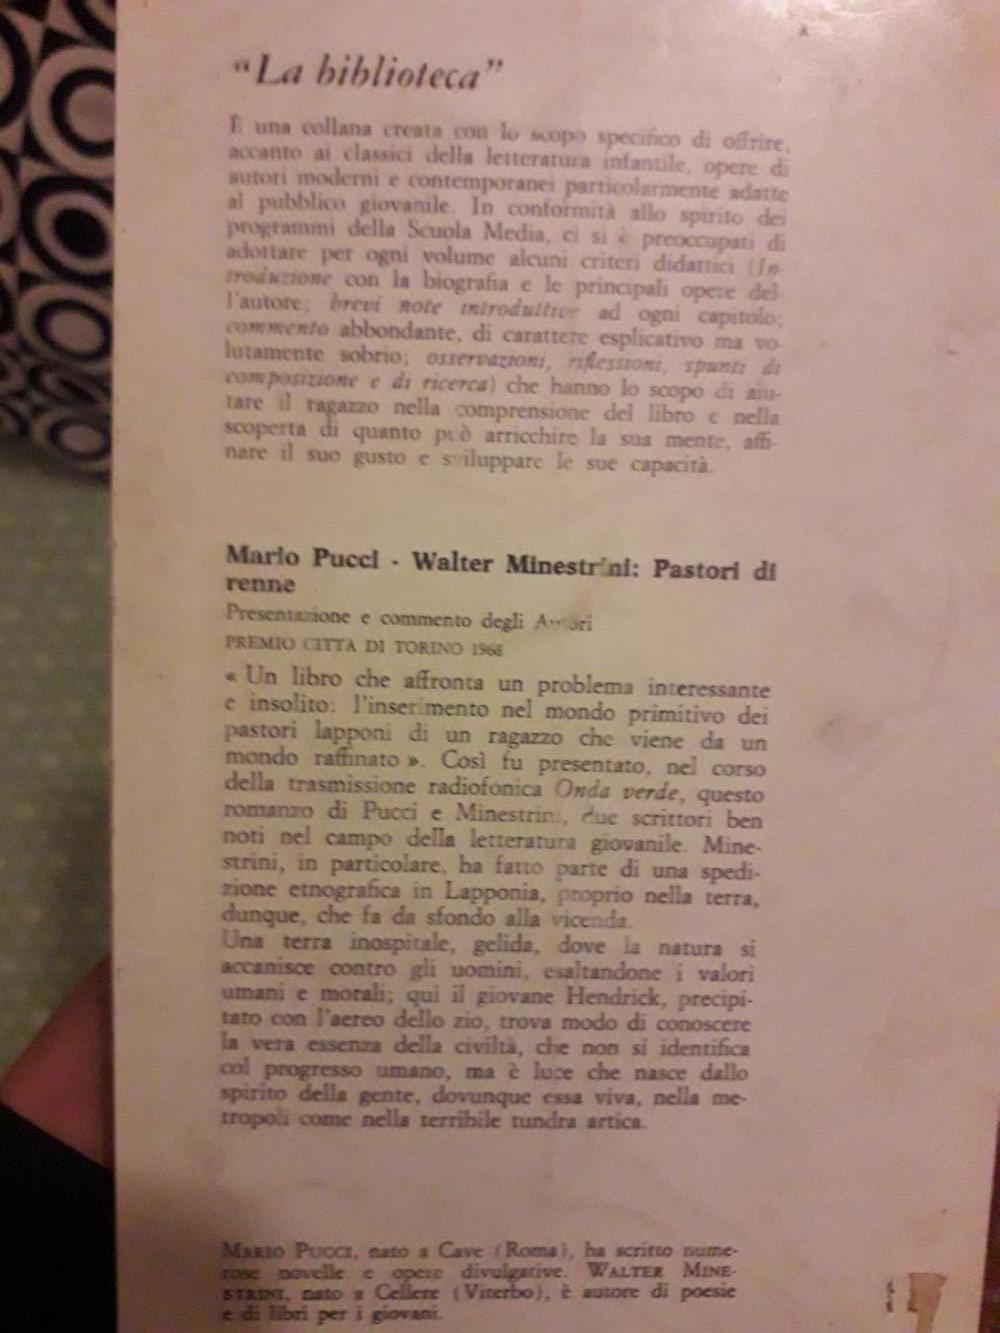 “La biblioteca”
È una collana creata con lo scopo specifico di offrire,
accanto ai classici della letteratura infantile, opere di
autori moderni e contemporanei particolarmente adatte
al pubblico giovanile. In conformità allo spirito dei
programmi della Scuola Media, ci si è preoccupati di
adottare per ogni volume alcuni criteri didattici (In-
troduzione con la biografia e le principali opere del-
l'autore; brevi note introduttive ad ogni capitolo;
commento abbondante, di carattere esplicativo ma vo-
lutamente sobrio; osservazioni, riflessioni, spunti di
composizione e di ricerca) che hanno lo scopo di aiu-
tare il ragazzo nella comprensione del libro e nella
scoperta di quanto può arricchire la sua mente, affi-
nare il suo gusto e sviluppare le sue capacità.
Mario Pucci - Walter Minestrini: Pastori di
renne
Presentazione e commento degli Autori
PREMIO CITTÀ DI TORINO 1968
« Un libro che affronta un problema interessante
e insolito: l'inserimento nel mondo primitivo dei
pastori lapponi di un ragazzo che viene da un
mondo raffinato ». Così fu presentato, nel corso
della trasmissione radiofonica Onda verde, questo
romanzo di Pucci e Minestrini, due scrittori ben
noti nel campo della letteratura giovanile. Mine-
strini, in particolare, ha fatto parte di una spedi-
zione etnografica in Lapponia, proprio nella terra,
dunque, che fa da sfondo alla vicenda.
Una terra inospitale, gelida, dove la natura si
accanisce contro gli uomini, esaltandone i valori
umani e morali; qui il giovane Hendrick, precipi-
tato con l'aereo dello zio, trova modo di conoscere
la vera essenza della civiltà, che non si identifica
col progresso umano, ma è luce che nasce dallo
spirito della gente, dovunque essa viva, nella me-
tropoli come nella terribile tundra artica.
MARIO PUCCI, nato a Cave (Roma), ha scritto nume-
rose novelle e opere divulgative. WALTER MINE-
STRINI, nato a Cellere (Viterbo), è autore di poesie
e di libri per i giovani.